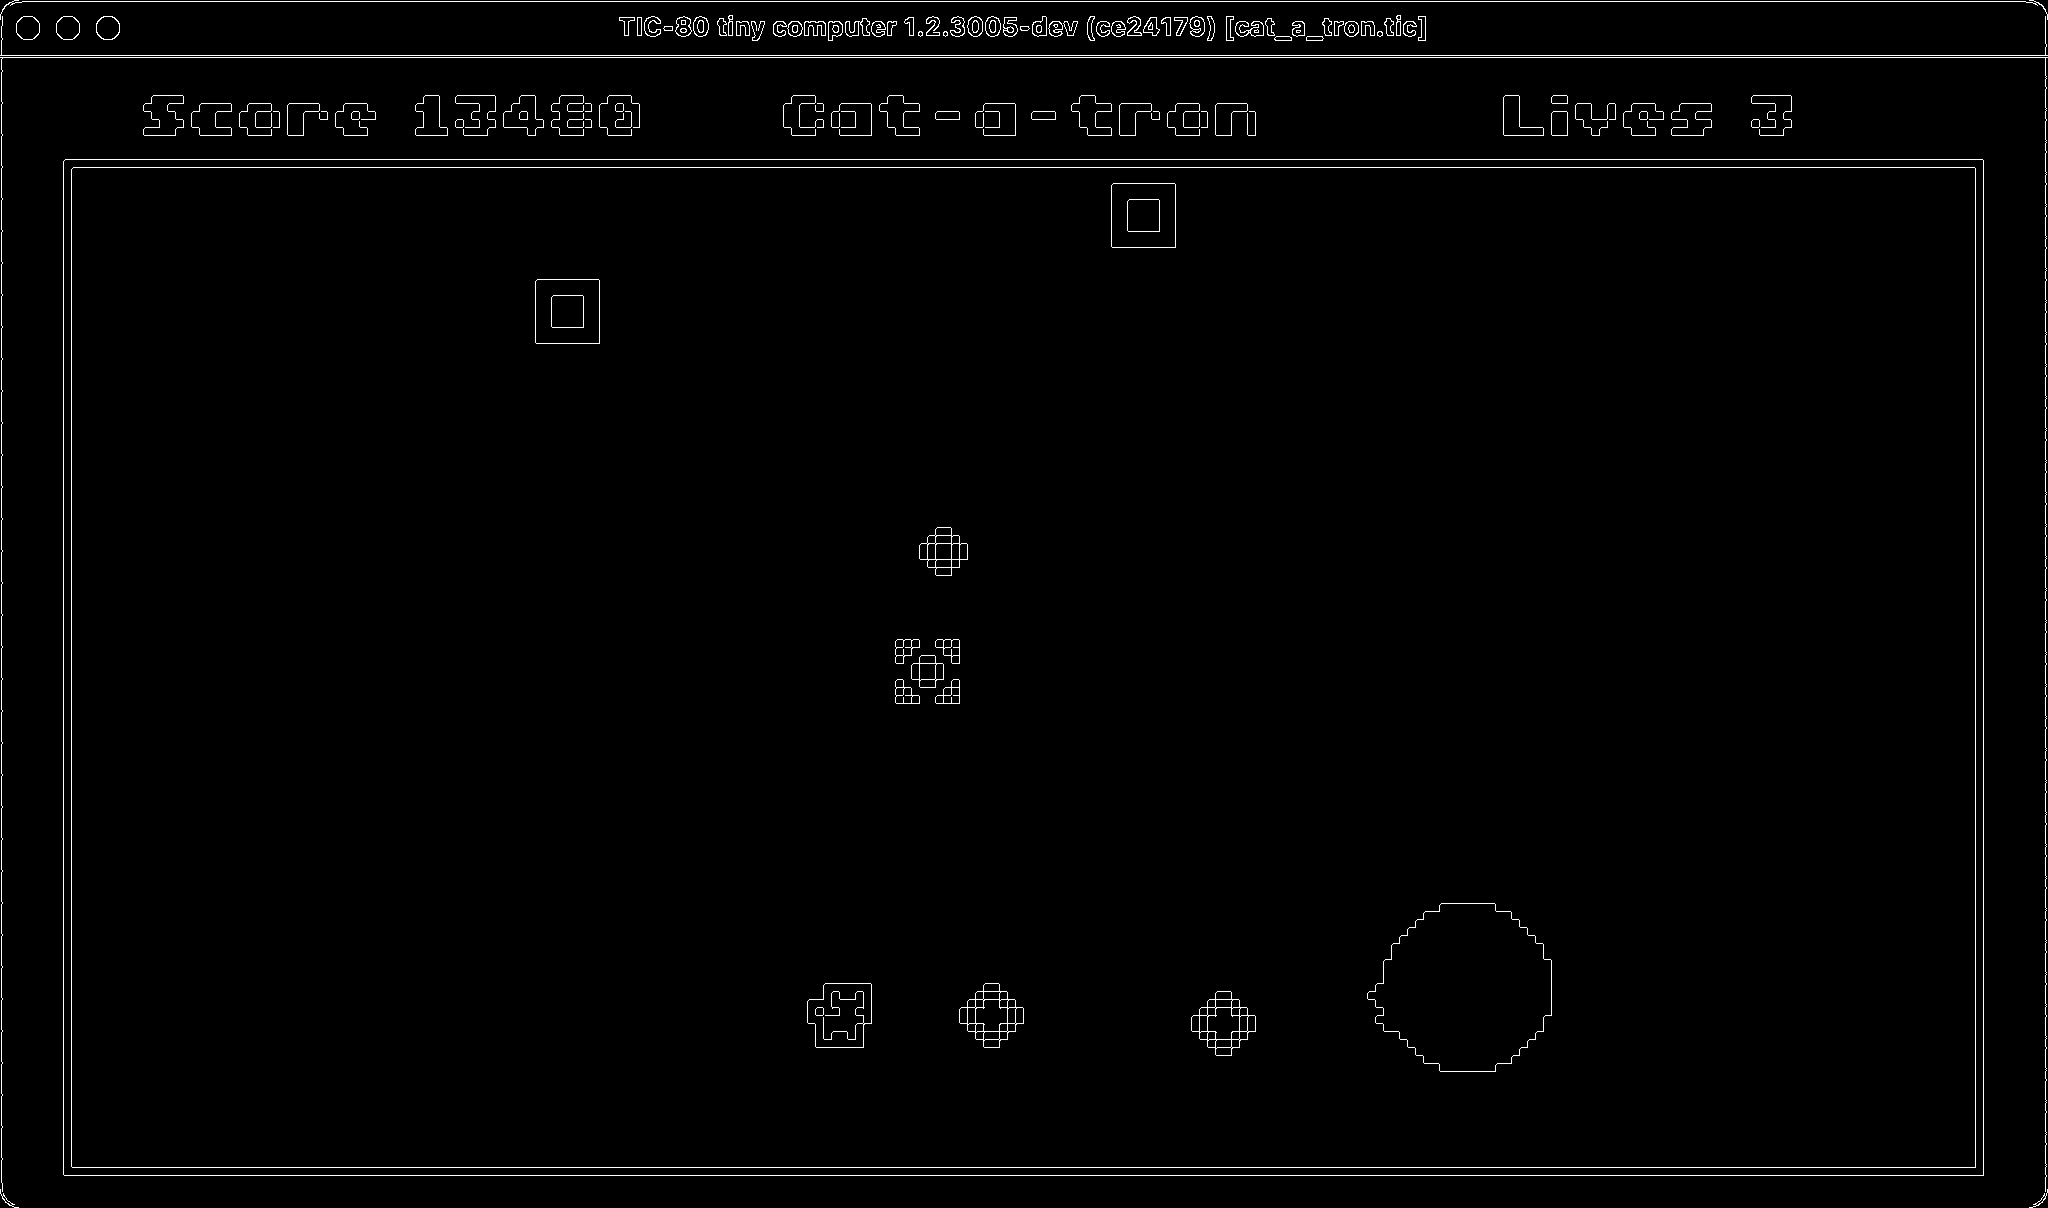 TIC-80 tiny computer 1.2.3005-dev (ce24179) [cat_a_tron.tic]
Score 13480 Cat-a-tron Lives 3